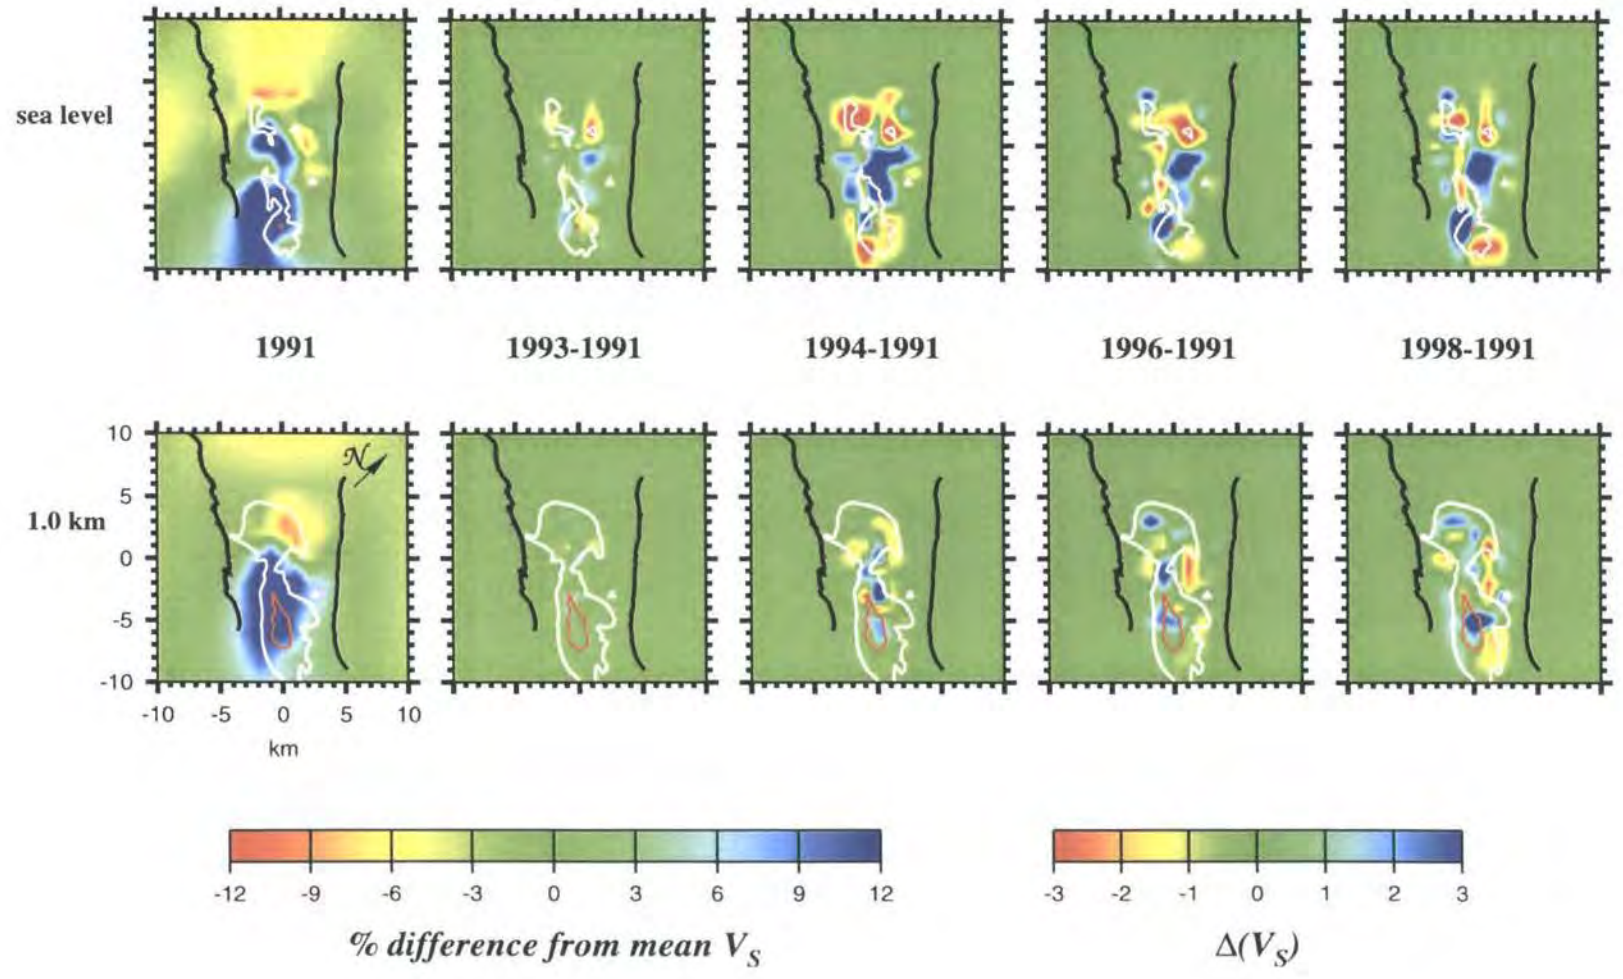 sea level
1991 1993-1991 1994-1991 1996-1991 1998-1991
10
N
5
1.0 km
0
-5
-10
-10 -5 0 5 10
km
-12 -9 -6 -3 0 3 6 9 12
-3 -2 -1 0 1 2 3
% difference from mean VS
Δ(VS)